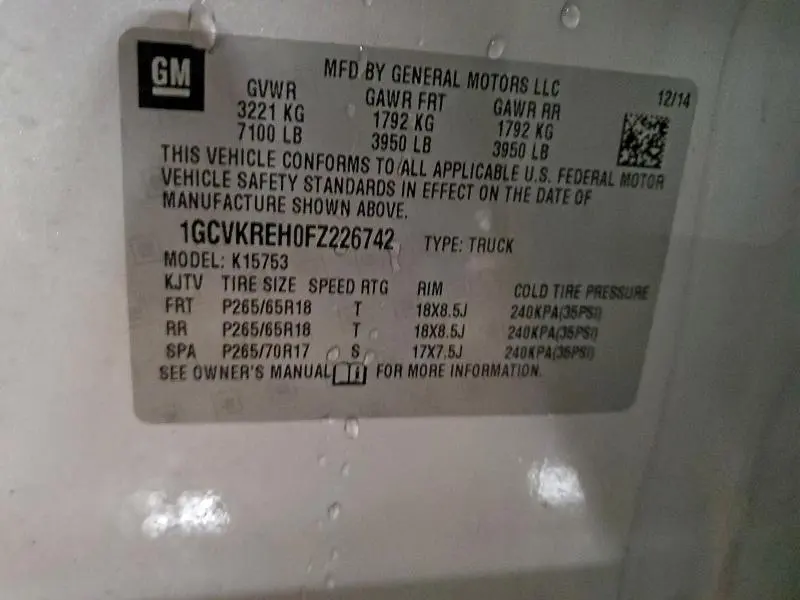 GM
MFD BY GENERAL MOTORS LLC
12/14
GVWR GAWR FRT GAWR RR
3221 KG 1792 KG 1792 KG
7100 LB 3950 LB 3950 LB
THIS VEHICLE CONFORMS TO ALL APPLICABLE U.S. FEDERAL MOTOR
VEHICLE SAFETY STANDARDS IN EFFECT ON THE DATE OF
MANUFACTURE SHOWN ABOVE.
1GCVKREH0FZ226742 TYPE: TRUCK
MODEL: K15753
KJTV TIRE SIZE SPEED RTG RIM COLD TIRE PRESSURE
FRT P265/65R18 T 18X8.5J 240KPA(35PSI)
RR P265/65R18 T 18X8.5J 240KPA(35PSI)
SPA P265/70R17 S 17X7.5J 240KPA(35PSI)
SEE OWNER'S MANUAL FOR MORE INFORMATION.